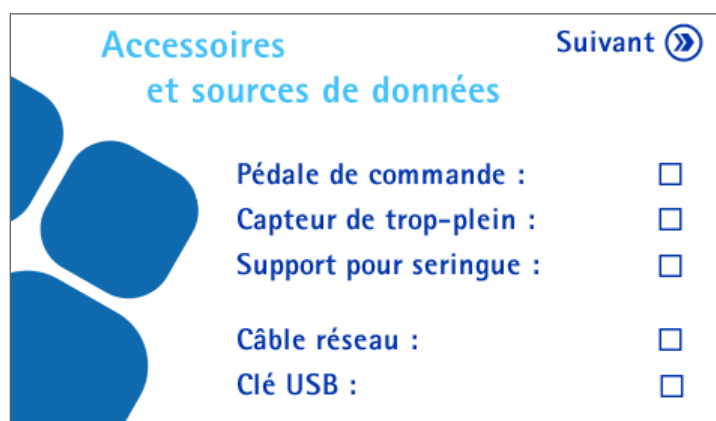 Accessoires
et sources de données
Suivant
Pédale de commande :
Capteur de trop-plein :
Support pour seringue :
Câble réseau :
Clé USB :